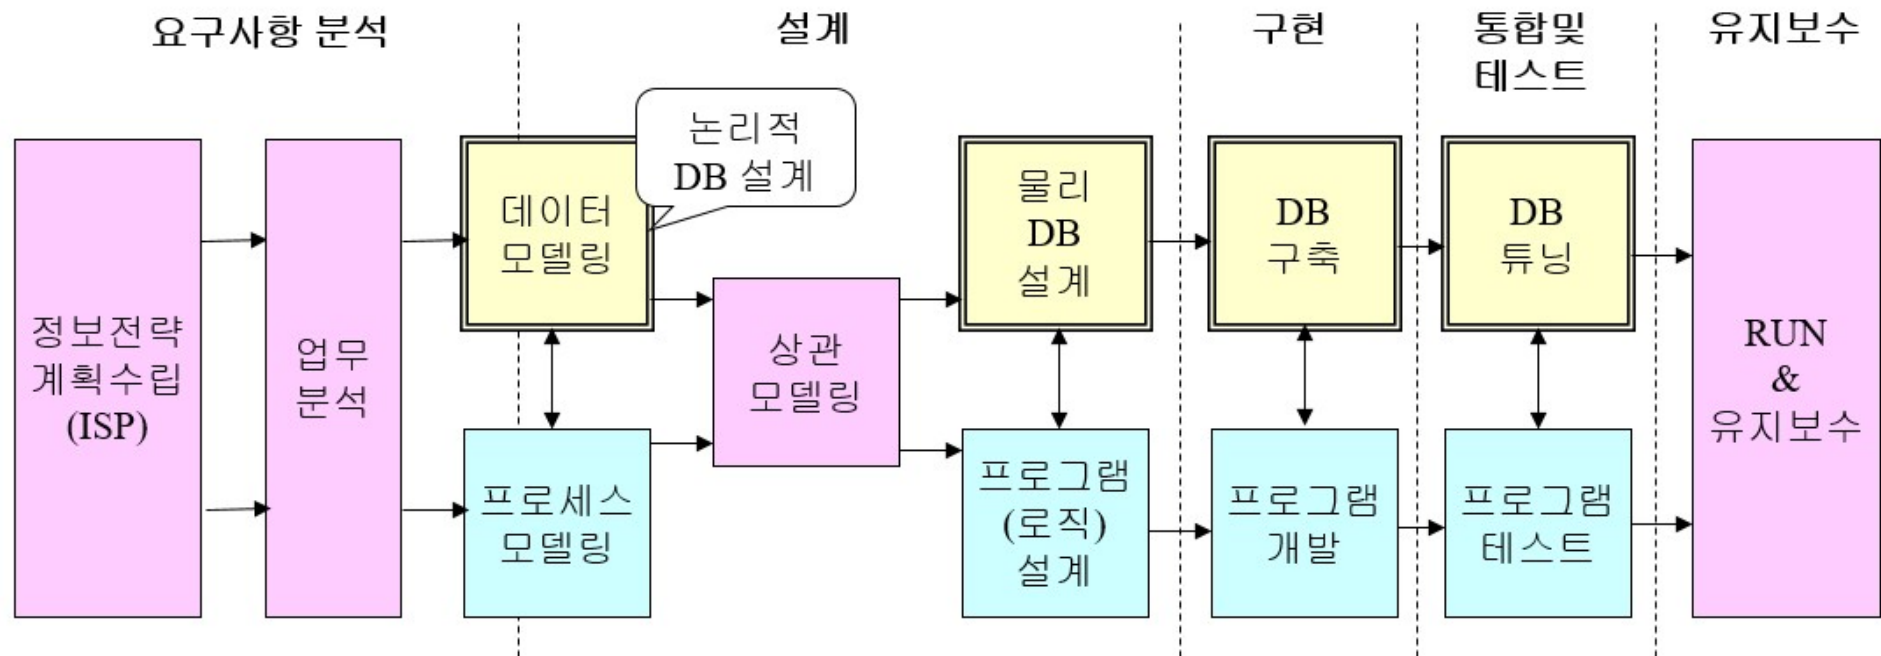 요구사항 분석
설계
구현
통합및
테스트
유지보수
정보전략
계획수립
(ISP)
업무
분석
데이터
모델링
논리적
DB 설계
프로세스
모델링
상관
모델링
물리
DB
설계
프로그램
(로직)
설계
DB
구축
프로그램
개발
DB
튜닝
프로그램
테스트
RUN
&
유지보수